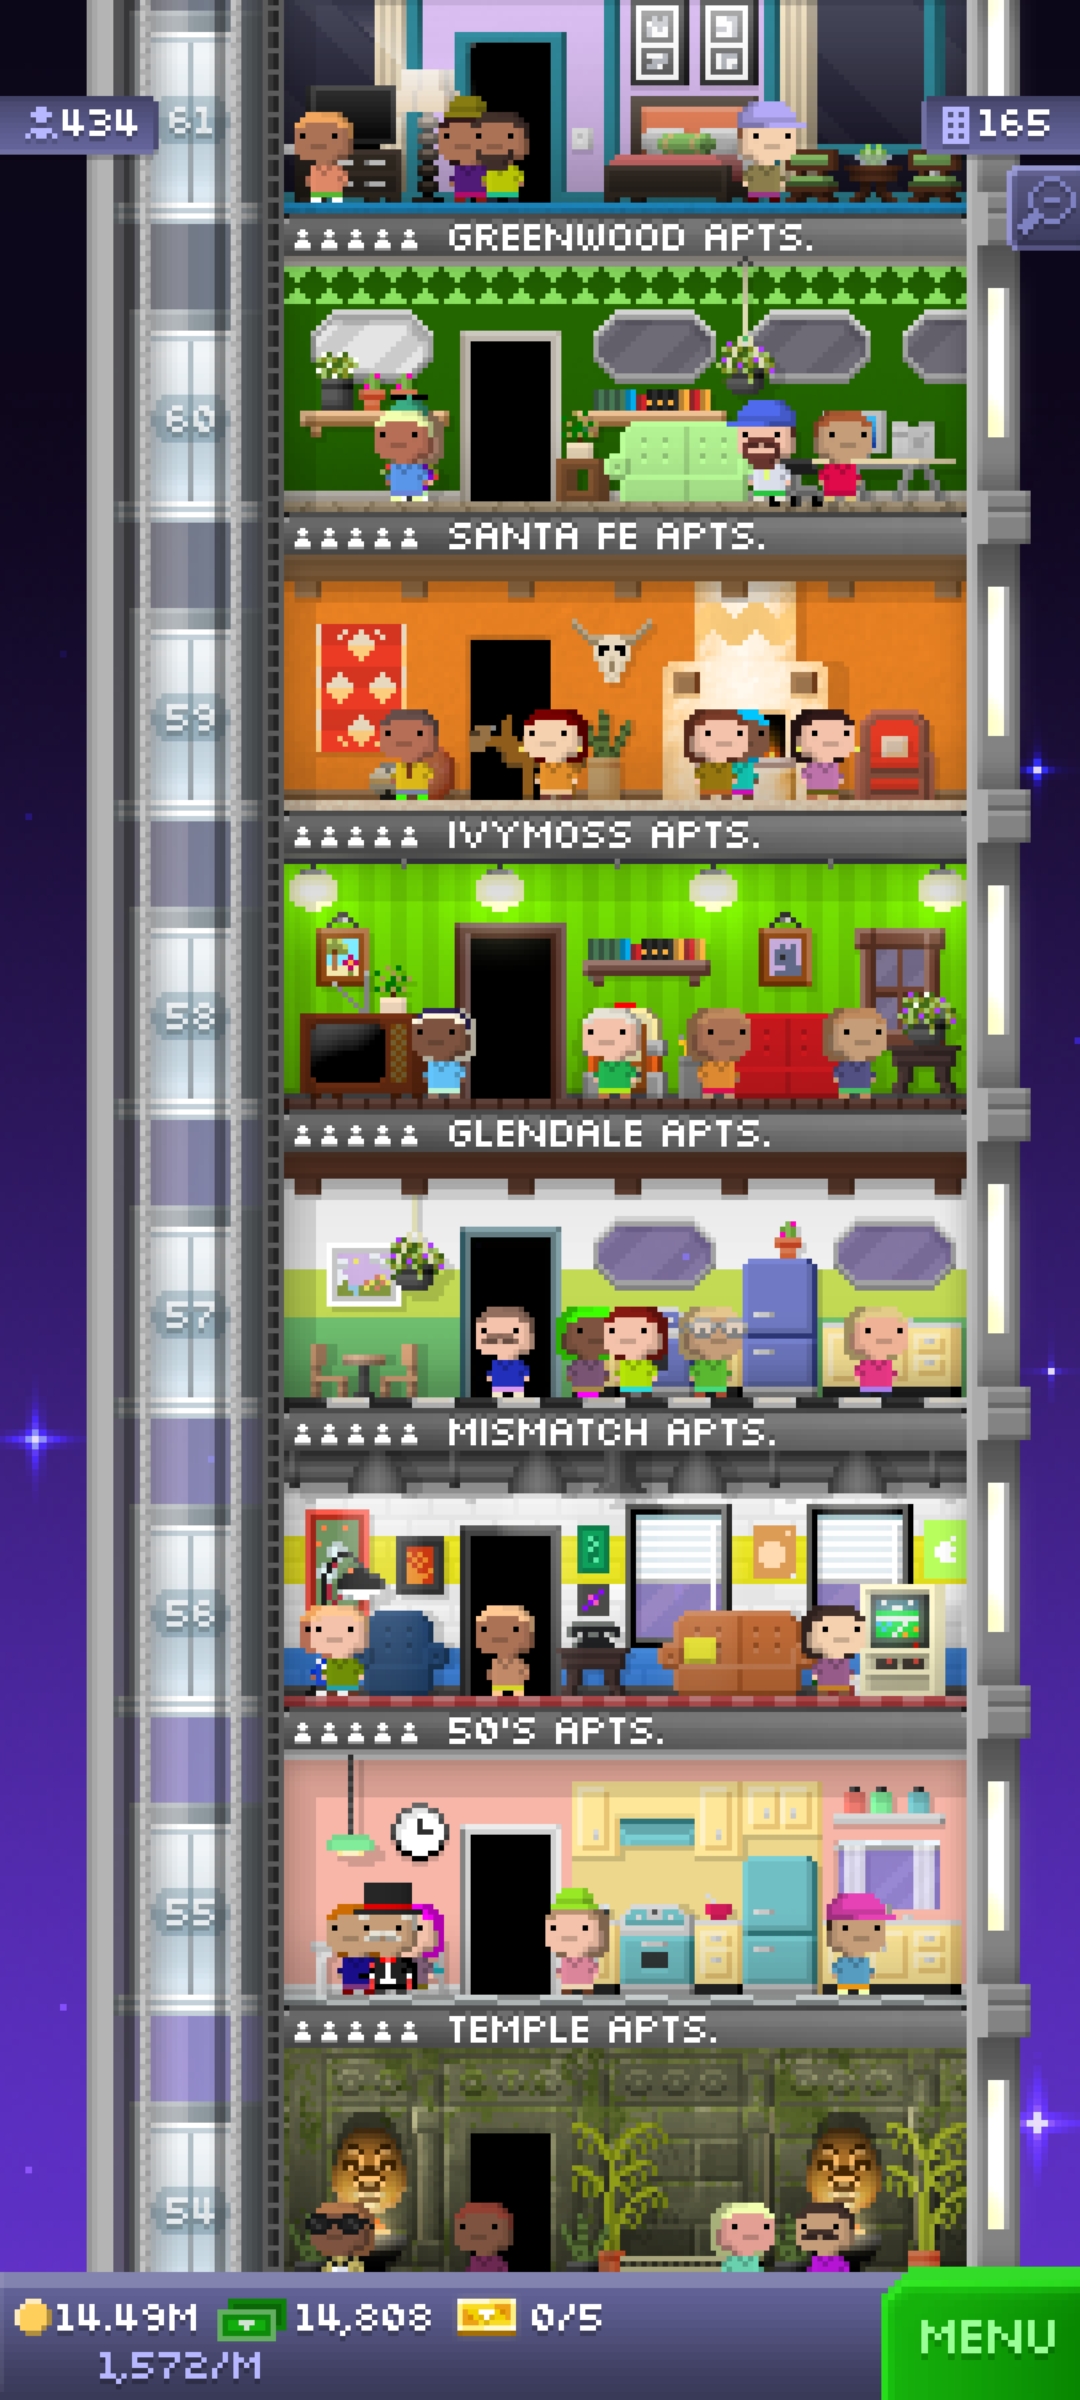 434
61
165
GREENWOOD APTS.
60
SANTA FE APTS.
59
IVYMOSS APTS.
58
GLENDALE APTS.
57
MISMATCH APTS.
56
50'S APTS.
55
TEMPLE APTS.
54
14.49M 14,808 0/5
1,572/M
MENU